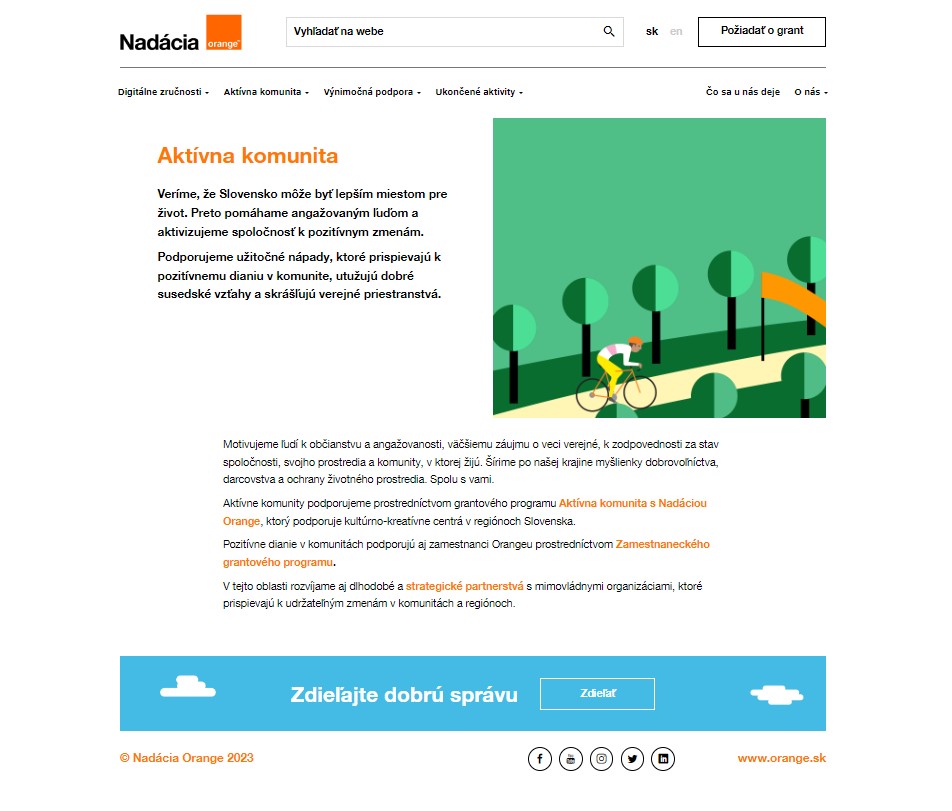 Nadácia
orange™
Vyhľadať na webe
sk en
Požiadať o grant
Digitálne zručnosti
Aktívna komunita
Výnimočná podpora
Ukončené aktivity
Čo sa u nás deje
O nás
Aktívna komunita
Veríme, že Slovensko môže byť lepším miestom pre
život. Preto pomáhame angažovaným ľuďom a
aktivizujeme spoločnosť k pozitívnym zmenám.
Podporujeme užitočné nápady, ktoré prispievajú k
pozitívnemu dianiu v komunite, utužujú dobré
susedské vzťahy a skrášľujú verejné priestranstvá.
Motivujeme ľudí k občianstvu a angažovanosti, väčšiemu záujmu o veci verejné, k zodpovednosti za stav
spoločnosti, svojho prostredia a komunity, v ktorej žijú. Šírime po našej krajine myšlienky dobrovoľníctva,
darcovstva a ochrany životného prostredia. Spolu s vami.
Aktívne komunity podporujeme prostredníctvom grantového programu Aktívna komunita s Nadáciou
Orange, ktorý podporuje kultúrno-kreatívne centrá v regiónoch Slovenska.
Pozitívne dianie v komunitách podporujú aj zamestnanci Orangeu prostredníctvom Zamestnaneckého
grantového programu.
V tejto oblasti rozvíjame aj dlhodobé a strategické partnerstvá s mimovládnymi organizáciami, ktoré
prispievajú k udržateľným zmenám v komunitách a regiónoch.
Zdieľajte dobrú správu
Zdieľať
© Nadácia Orange 2023
www.orange.sk